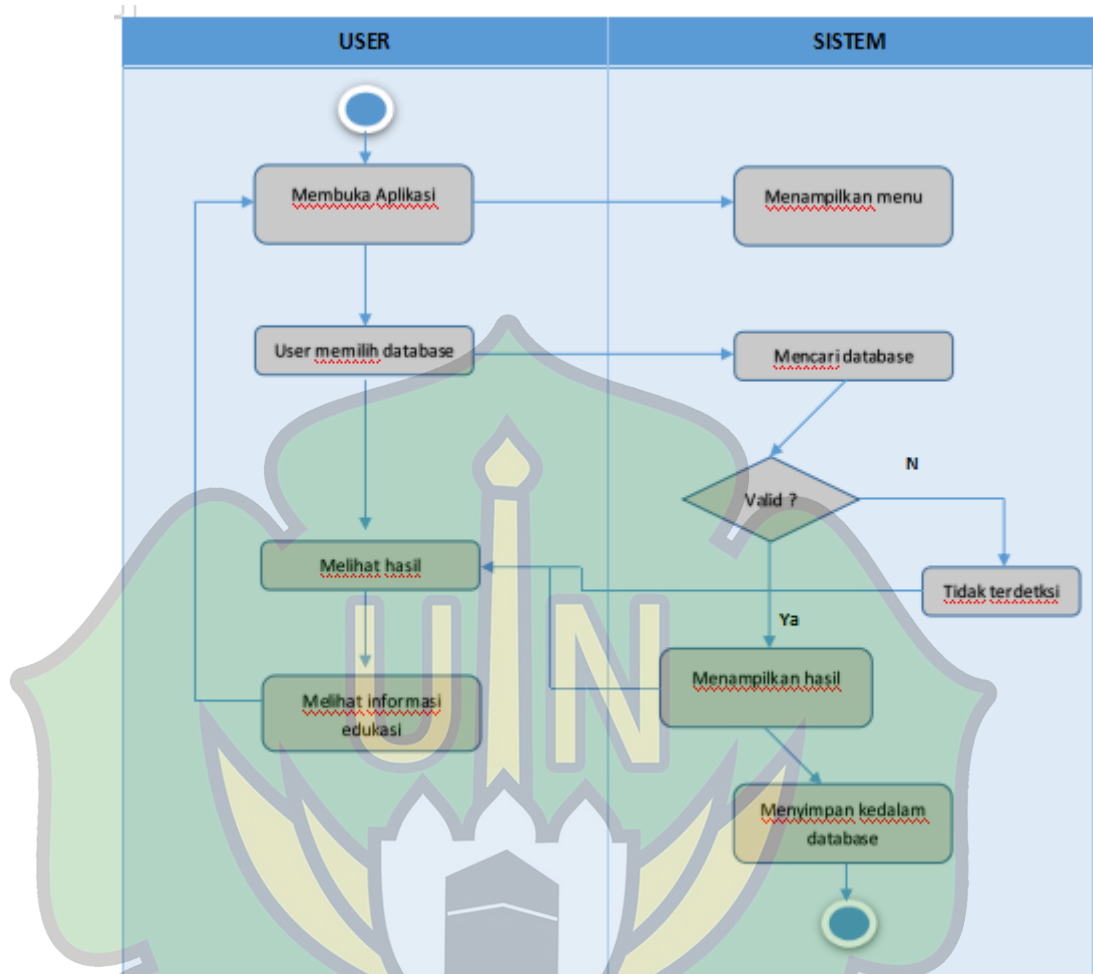 USER
SISTEM
Membuka Aplikasi
Menampilkan menu
User memilih database
Mencari database
Valid ?
N
Melihat hasil
Tidak terdetksi
Ya
Menampilkan hasil
Melihat informasi
edukasi
Menyimpan kedalam
database
UIN